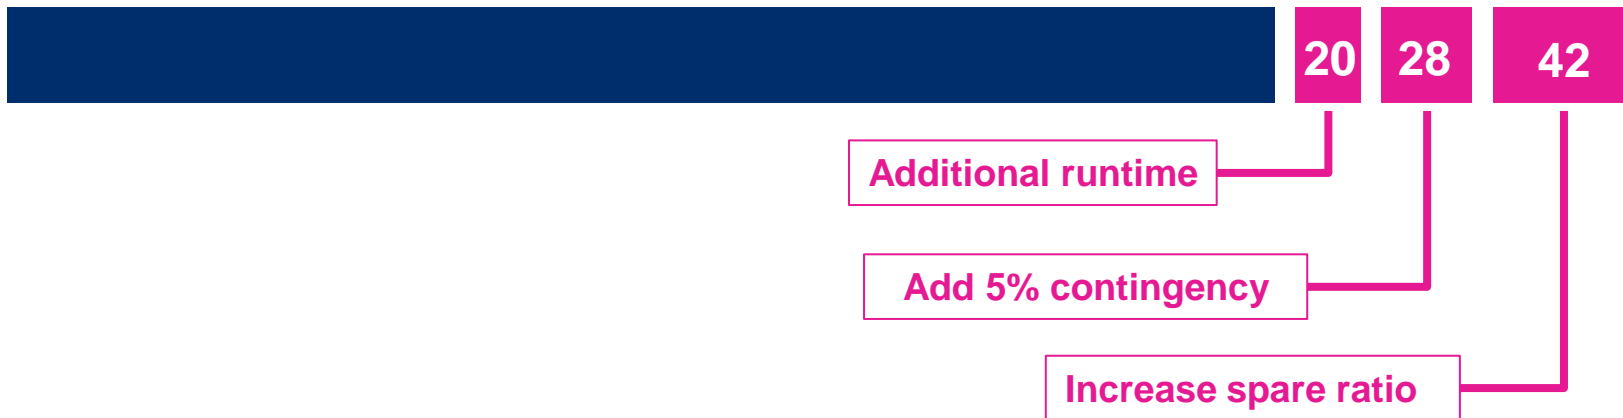 20 28 42
Additional runtime
Add 5% contingency
Increase spare ratio